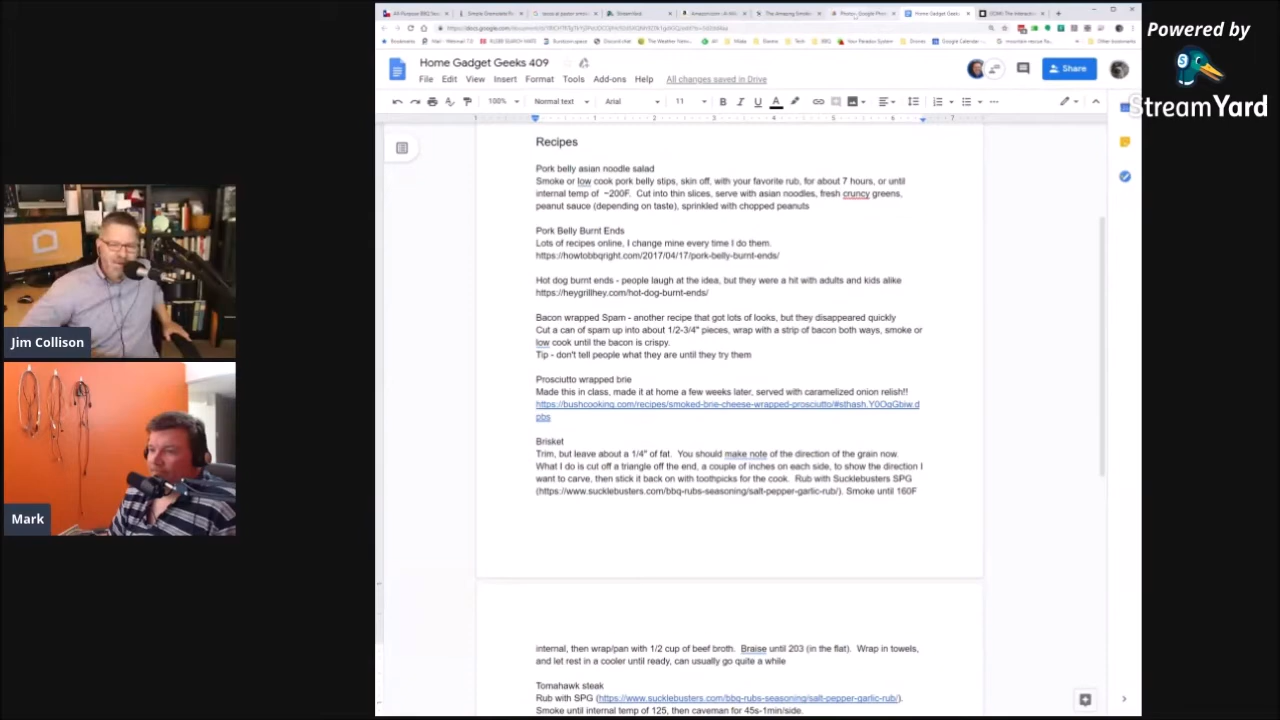 Powered by
StreamYard
Home Gadget Geeks 409
File Edit View Insert Format Tools Add-ons Help All changes saved in Drive
Share
100% Normal text Arial 11 B I U A
Recipes
Pork belly asian noodle salad
Smoke or low cook pork belly slips, skin off, with your favorite rub, for about 7 hours, or until
internal temp of ~200F. Cut into thin slices, serve with asian noodles, fresh cruncy greens,
peanut sauce (depending on taste), sprinkled with chopped peanuts
Pork Belly Burnt Ends
Lots of recipes online, I change mine every time I do them.
https://howtobbqright.com/2017/04/17/pork-belly-burnt-ends/
Hot dog burnt ends - people laugh at the idea, but they were a hit with adults and kids alike
https://heygrillhey.com/hot-dog-burnt-ends/
Bacon wrapped Spam - another recipe that got lots of looks, but they disappeared quickly
Cut a can of spam up into about 1/2-3/4" pieces, wrap with a strip of bacon both ways, smoke or
low cook until the bacon is crispy.
Tip - don't tell people what they are until they try them
Prosciutto wrapped brie
Made this in class, made it at home a few weeks later, served with caramelized onion relish!!
https://bushcooking.com/recipes/smoked-brie-cheese-wrapped-prosciutto/#sthash.Y0OqGbiw.d
pbs
Brisket
Trim, but leave about a 1/4" of fat. You should make note of the direction of the grain now.
What I do is cut off a triangle off the end, a couple of inches on each side, to show the direction I
want to carve, then stick it back on with toothpicks for the cook. Rub with Sucklebusters SPG
(https://www.sucklebusters.com/bbq-rubs-seasoning/salt-pepper-garlic-rub/). Smoke until 160F
internal, then wrap/pan with 1/2 cup of beef broth. Braise until 203 (in the flat). Wrap in towels,
and let rest in a cooler until ready, can usually go quite a while
Tomahawk steak
Rub with SPG (https://www.sucklebusters.com/bbq-rubs-seasoning/salt-pepper-garlic-rub/).
Smoke until internal temp of 125, then caveman for 45s-1min/side.
Jim Collison
Mark